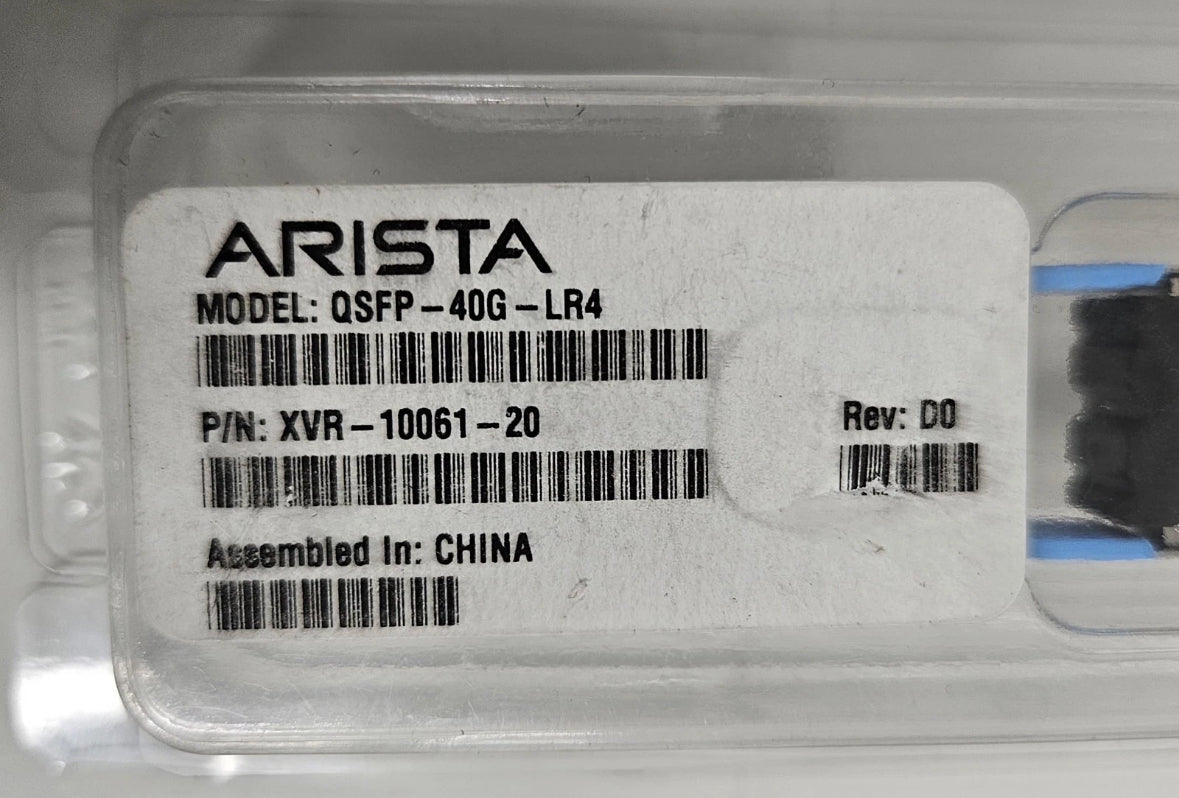 ARISTA
MODEL: QSFP-40G-LR4
P/N: XVR-10061-20
Rev: D0
Assembled In: CHINA